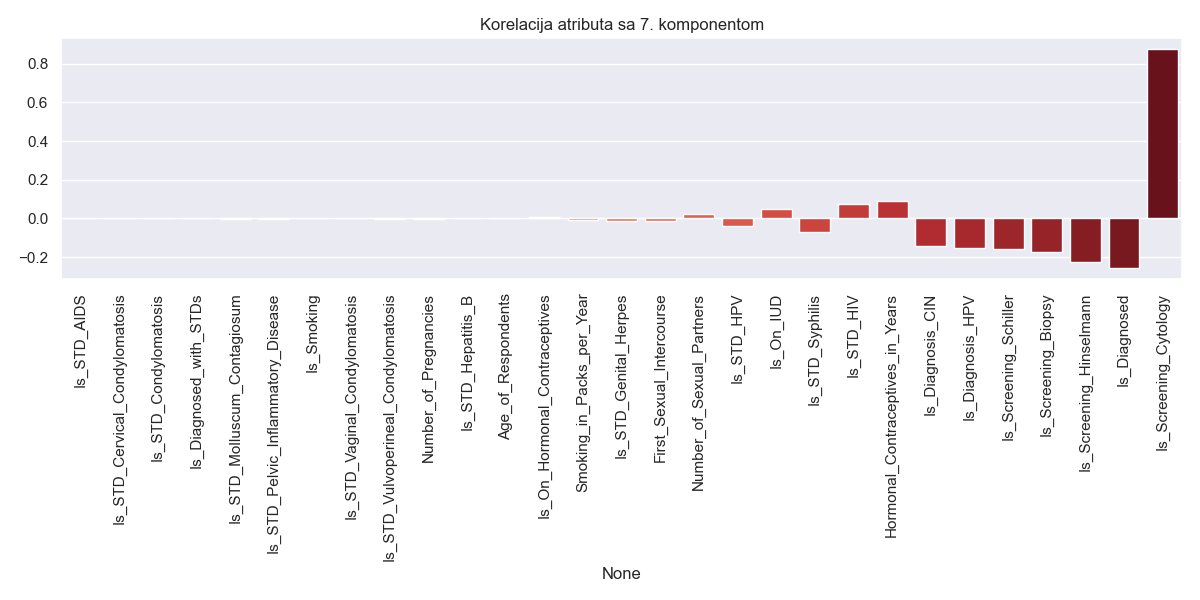 Korelacija atributa sa 7. komponentom
0.8
0.6
0.4
0.2
0.0
−0.2
Is_STD_AIDS
Is_STD_Cervical_Condylomatosis
Is_STD_Condylomatosis
Is_Diagnosed_with_STDs
Is_STD_Molluscum_Contagiosum
Is_STD_Pelvic_Inflammatory_Disease
Is_Smoking
Is_STD_Vaginal_Condylomatosis
Is_STD_Vulvoperineal_Condylomatosis
Number_of_Pregnancies
Is_STD_Hepatitis_B
Age_of_Respondents
Is_On_Hormonal_Contraceptives
Smoking_in_Packs_per_Year
Is_STD_Genital_Herpes
First_Sexual_Intercourse
Number_of_Sexual_Partners
Is_STD_HPV
Is_On_IUD
Is_STD_Syphilis
Is_STD_HIV
Hormonal_Contraceptives_in_Years
Is_Diagnosis_CIN
Is_Diagnosis_HPV
Is_Screening_Schiller
Is_Screening_Biopsy
Is_Screening_Hinselmann
Is_Diagnosed
Is_Screening_Cytology
None